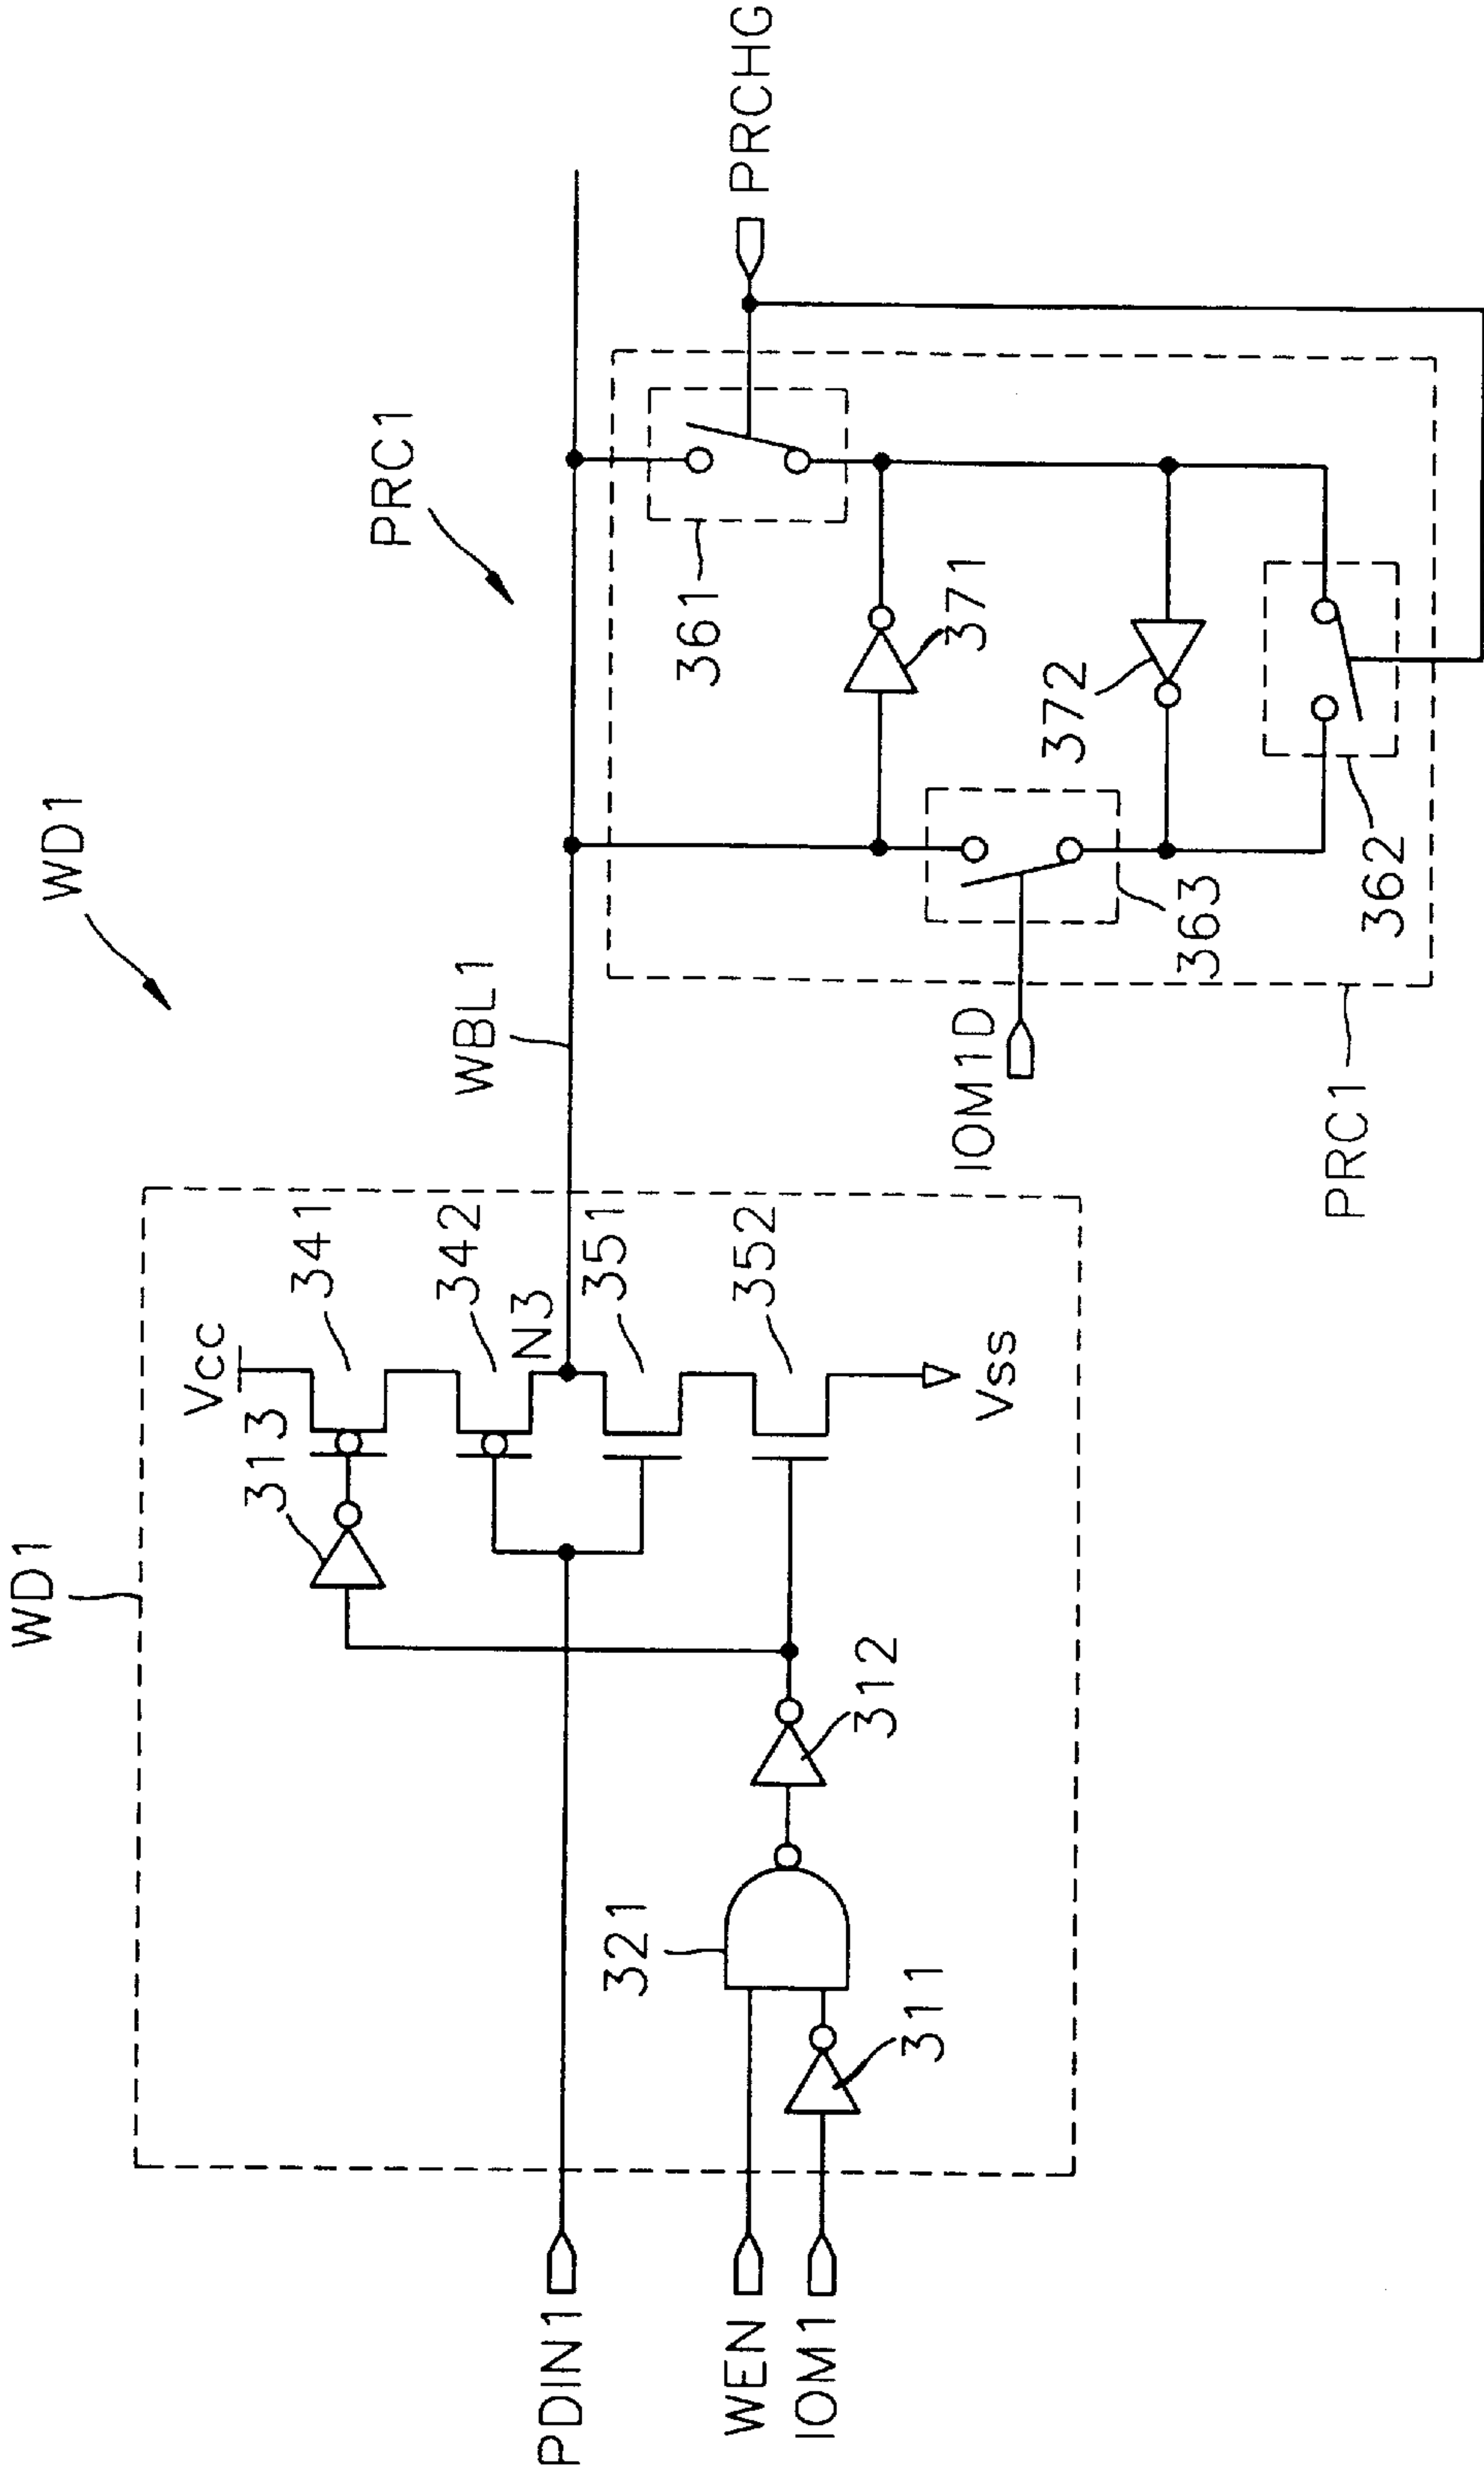 WD1
WD1
PDIN1
WEN
IOM1
311
321
312
313
Vcc
341
342
N3
351
352
Vss
WBL1
PRC1
PRCHG
361
371
372
363
362
IOM1D
PRC1